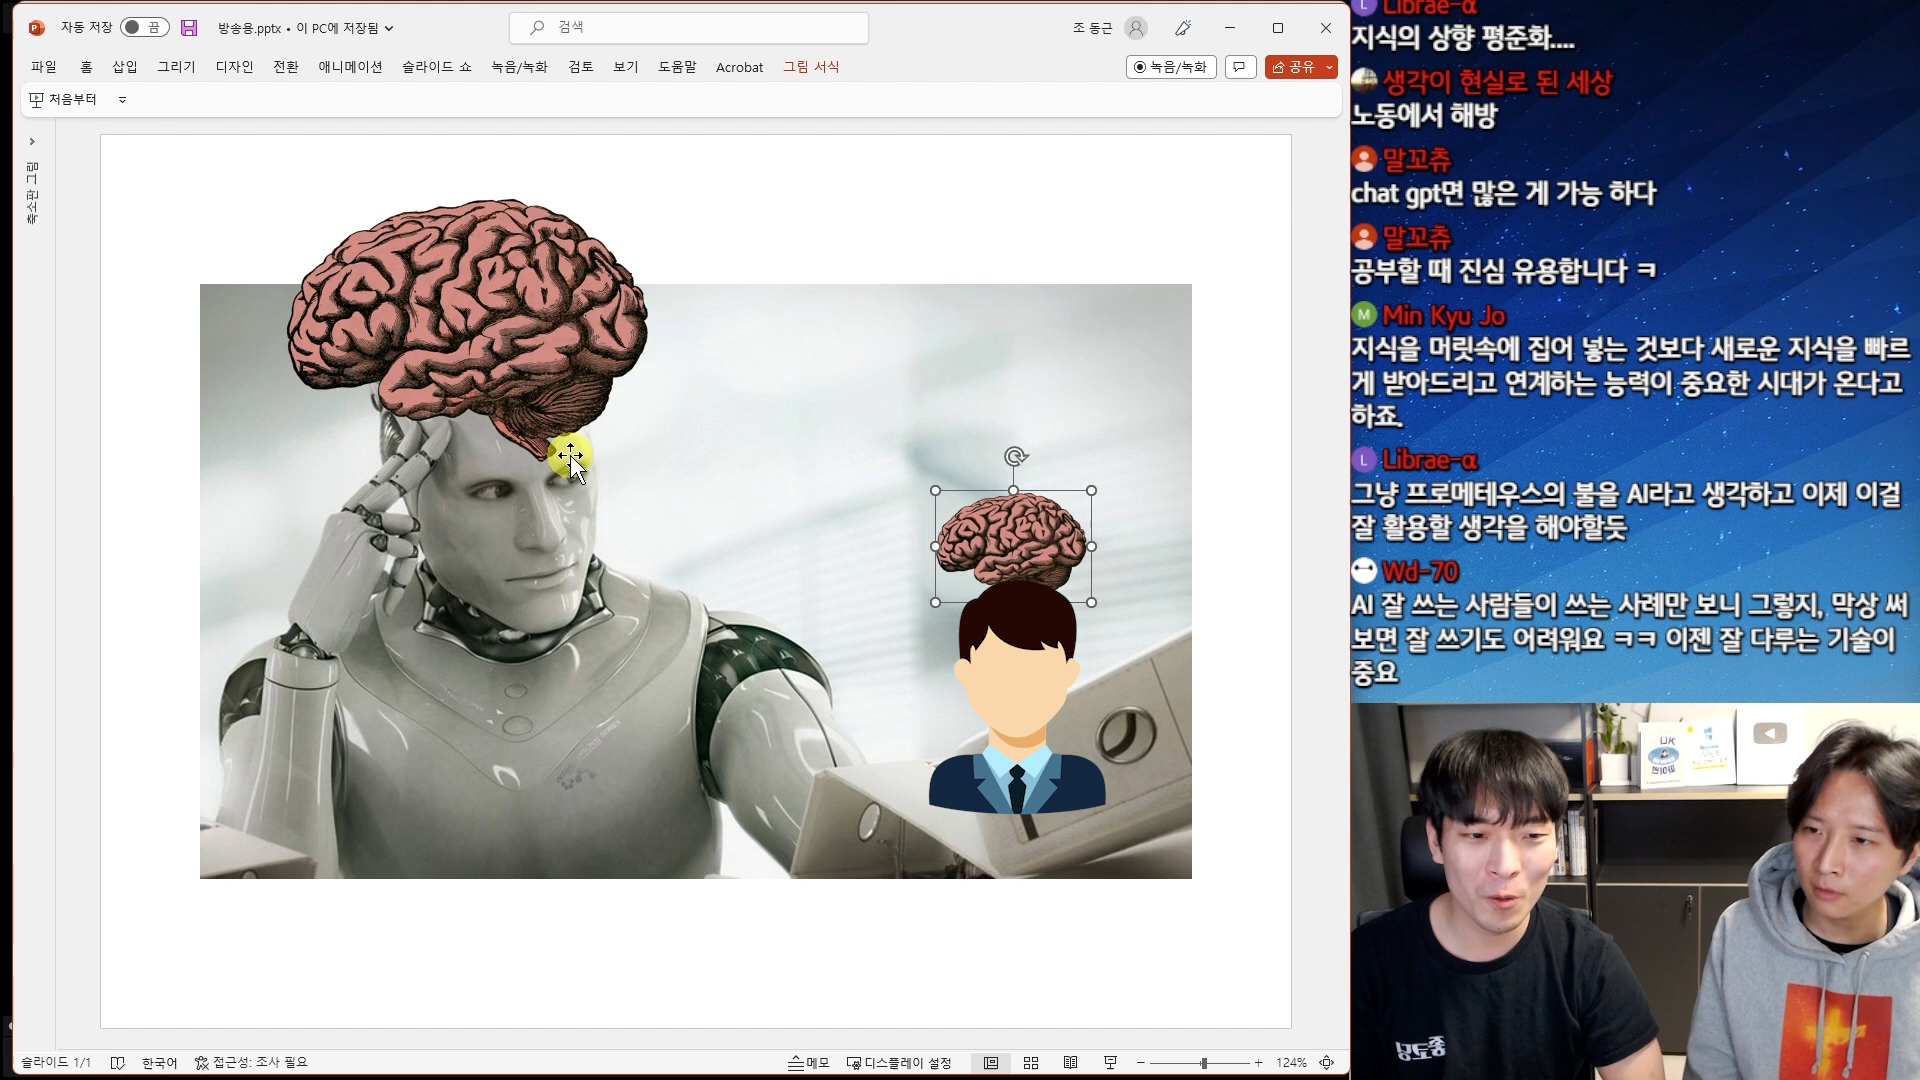 자동 저장
끔
방송용.pptx • 이 PC에 저장됨
검색
조 동근
파일 홈 삽입 그리기 디자인 전환 애니메이션 슬라이드 쇼 녹음/녹화 검토 보기 도움말 Acrobat 그림 서식
녹음/녹화
공유
처음부터
축소판 그림
슬라이드 1/1 한국어 접근성: 조사 필요
메모 디스플레이 설정 124%
L Librae-α
지식의 상향 평준화....
생각이 현실로 된 세상
노동에서 해방
말꼬츄
chat gpt면 많은 게 가능 하다
말꼬츄
공부할 때 진심 유용합니다 ㅋ
M Min Kyu Jo
지식을 머릿속에 집어 넣는 것보다 새로운 지식을 빠르
게 받아드리고 연계하는 능력이 중요한 시대가 온다고
하죠.
L Librae-α
그냥 프로메테우스의 불을 AI라고 생각하고 이제 이걸
잘 활용할 생각을 해야할듯
Wd-70
AI 잘 쓰는 사람들이 쓰는 사례만 보니 그렇지, 막상 써
보면 잘 쓰기도 어려워요 ㅋㅋ 이젠 잘 다루는 기술이
중요